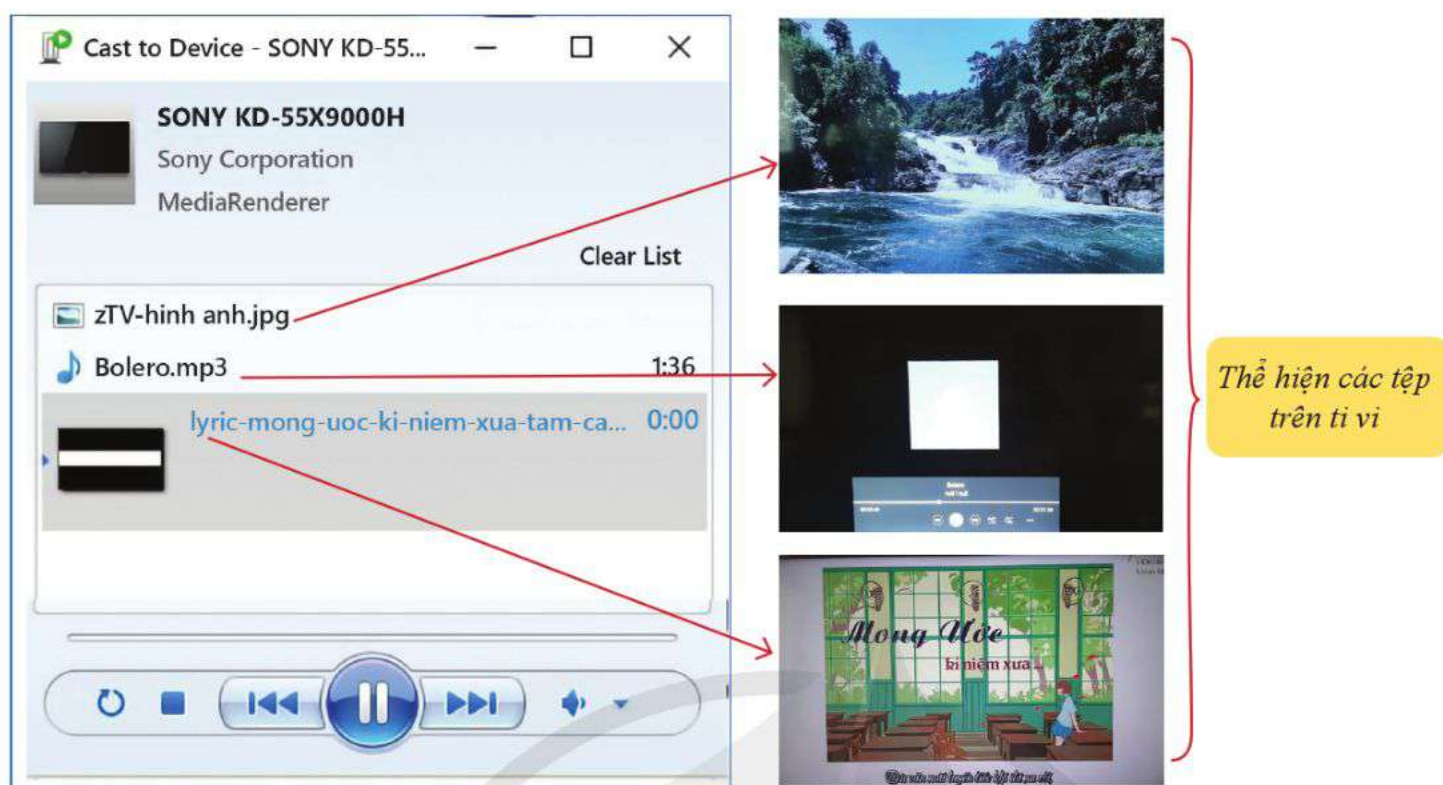 Cast to Device - SONY KD-55...
SONY KD-55X9000H
Sony Corporation
MediaRenderer
Clear List
zTV-hinh anh.jpg
Bolero.mp3 1:36
lyric-mong-uoc-ki-niem-xua-tam-ca... 0:00
Mong Ước
kỉ niệm xưa ...
Thể hiện các tệp
trên ti vi